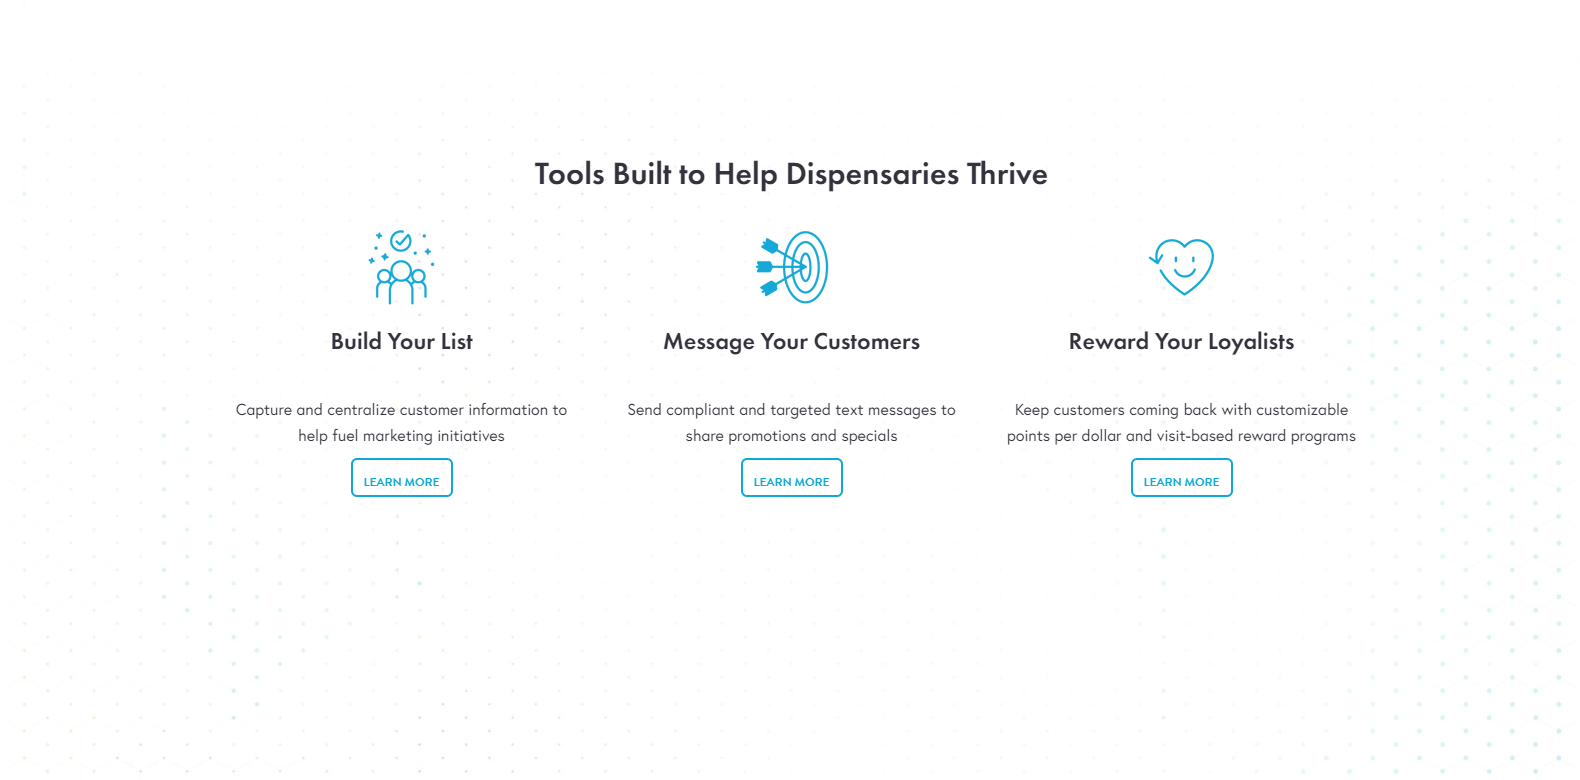 Tools Built to Help Dispensaries Thrive
Build Your List
Capture and centralize customer information to
help fuel marketing initiatives
LEARN MORE
Message Your Customers
Send compliant and targeted text messages to
share promotions and specials
LEARN MORE
Reward Your Loyalists
Keep customers coming back with customizable
points per dollar and visit-based reward programs
LEARN MORE